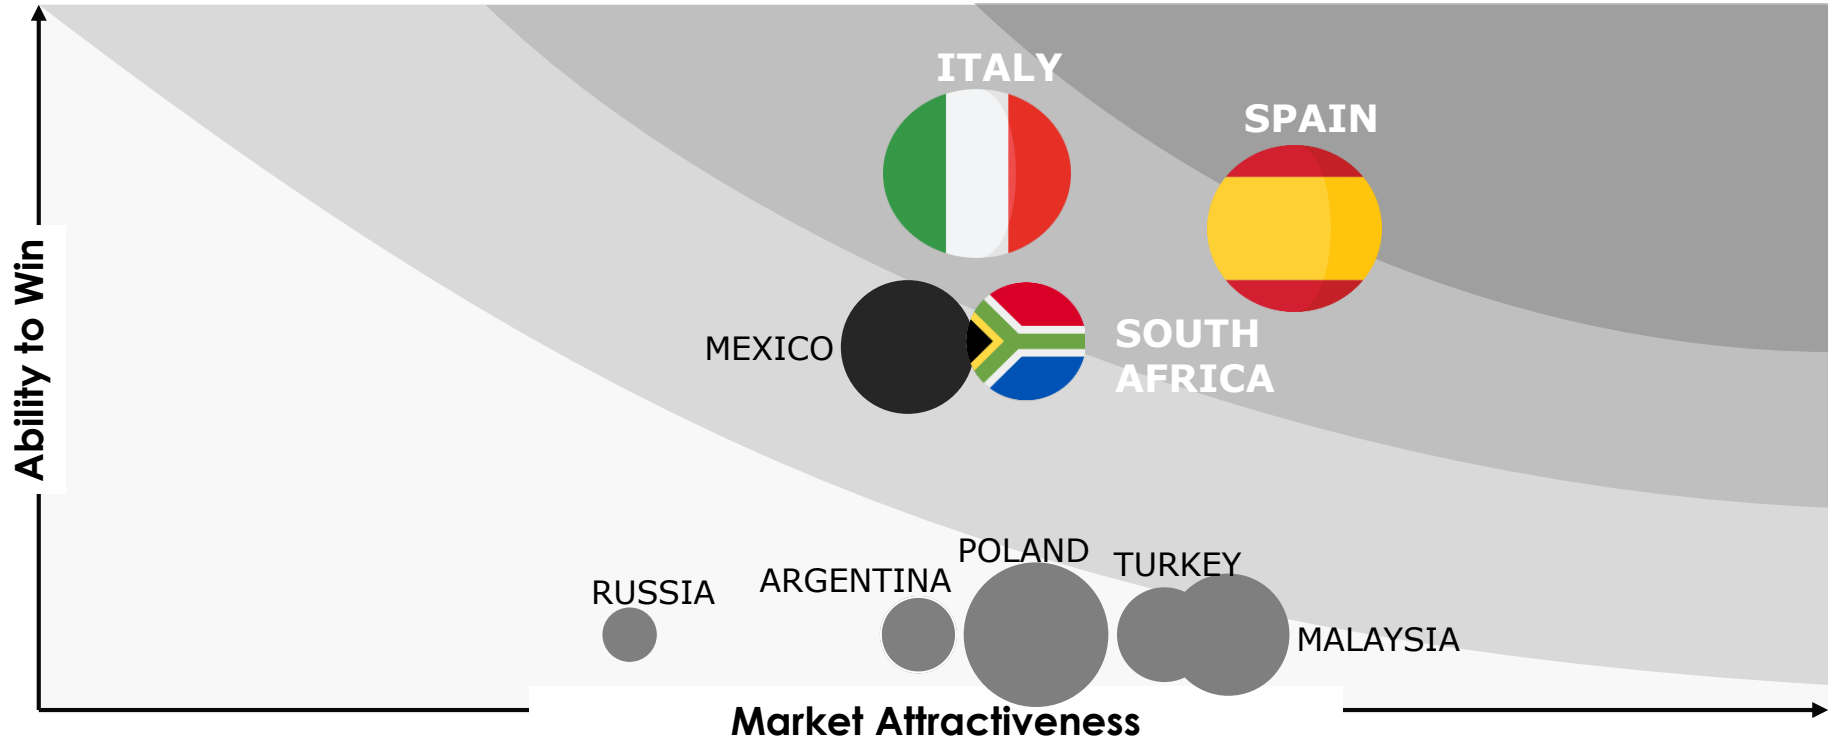 ITALY
SPAIN
Ability to Win
MEXICO
SOUTH
AFRICA
POLAND
TURKEY
ARGENTINA
RUSSIA
MALAYSIA
Market Attractiveness